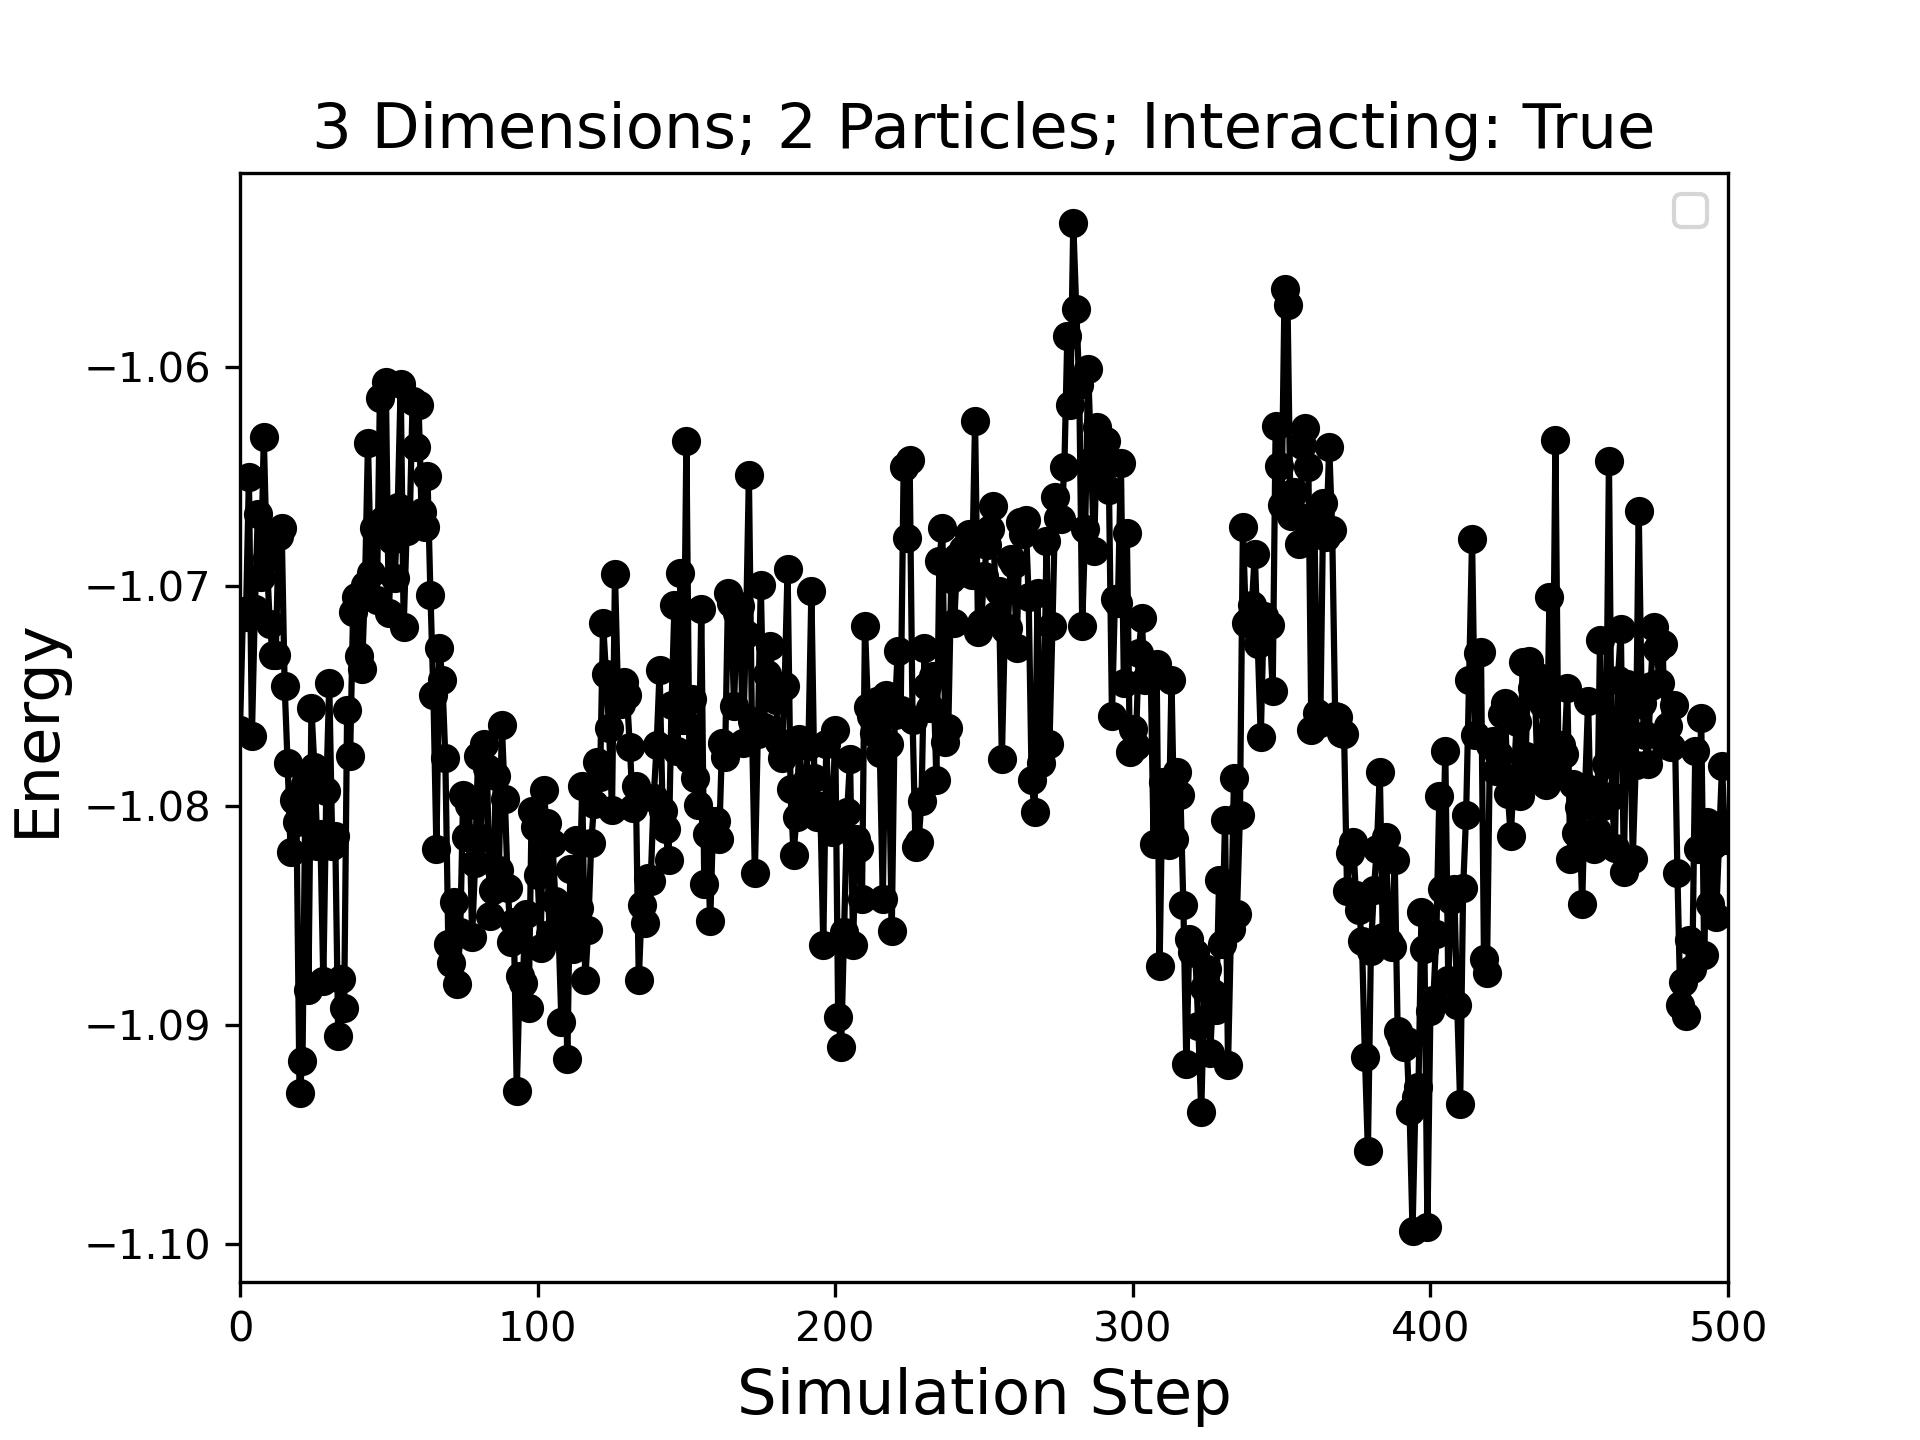 3 Dimensions; 2 Particles; Interacting: True
Energy
−1.06
−1.07
−1.08
−1.09
−1.10
0 100 200 300 400 500
Simulation Step